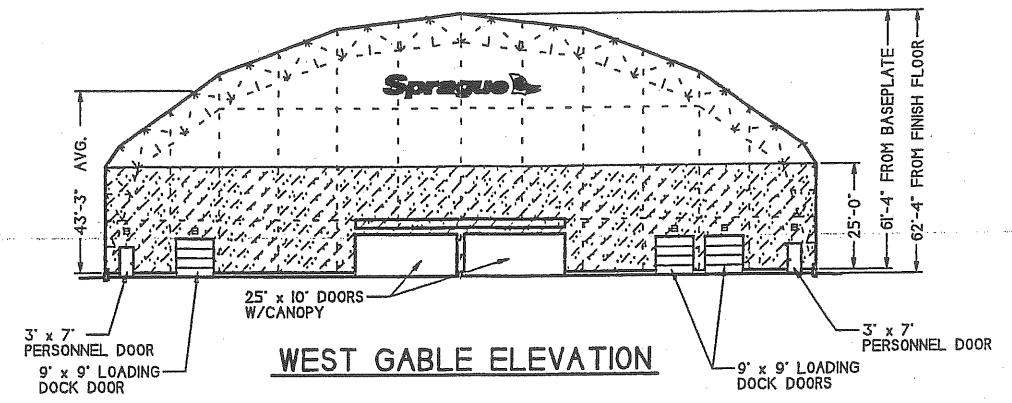 Sprague
43'-3" AVG.
25'-0"
61'-4" FROM BASEPLATE
62'-4" FROM FINISH FLOOR
25' x 10' DOORS
W/CANOPY
3' x 7'
PERSONNEL DOOR
9' x 9' LOADING
DOCK DOOR
WEST GABLE ELEVATION
3' x 7'
PERSONNEL DOOR
9' x 9' LOADING
DOCK DOORS